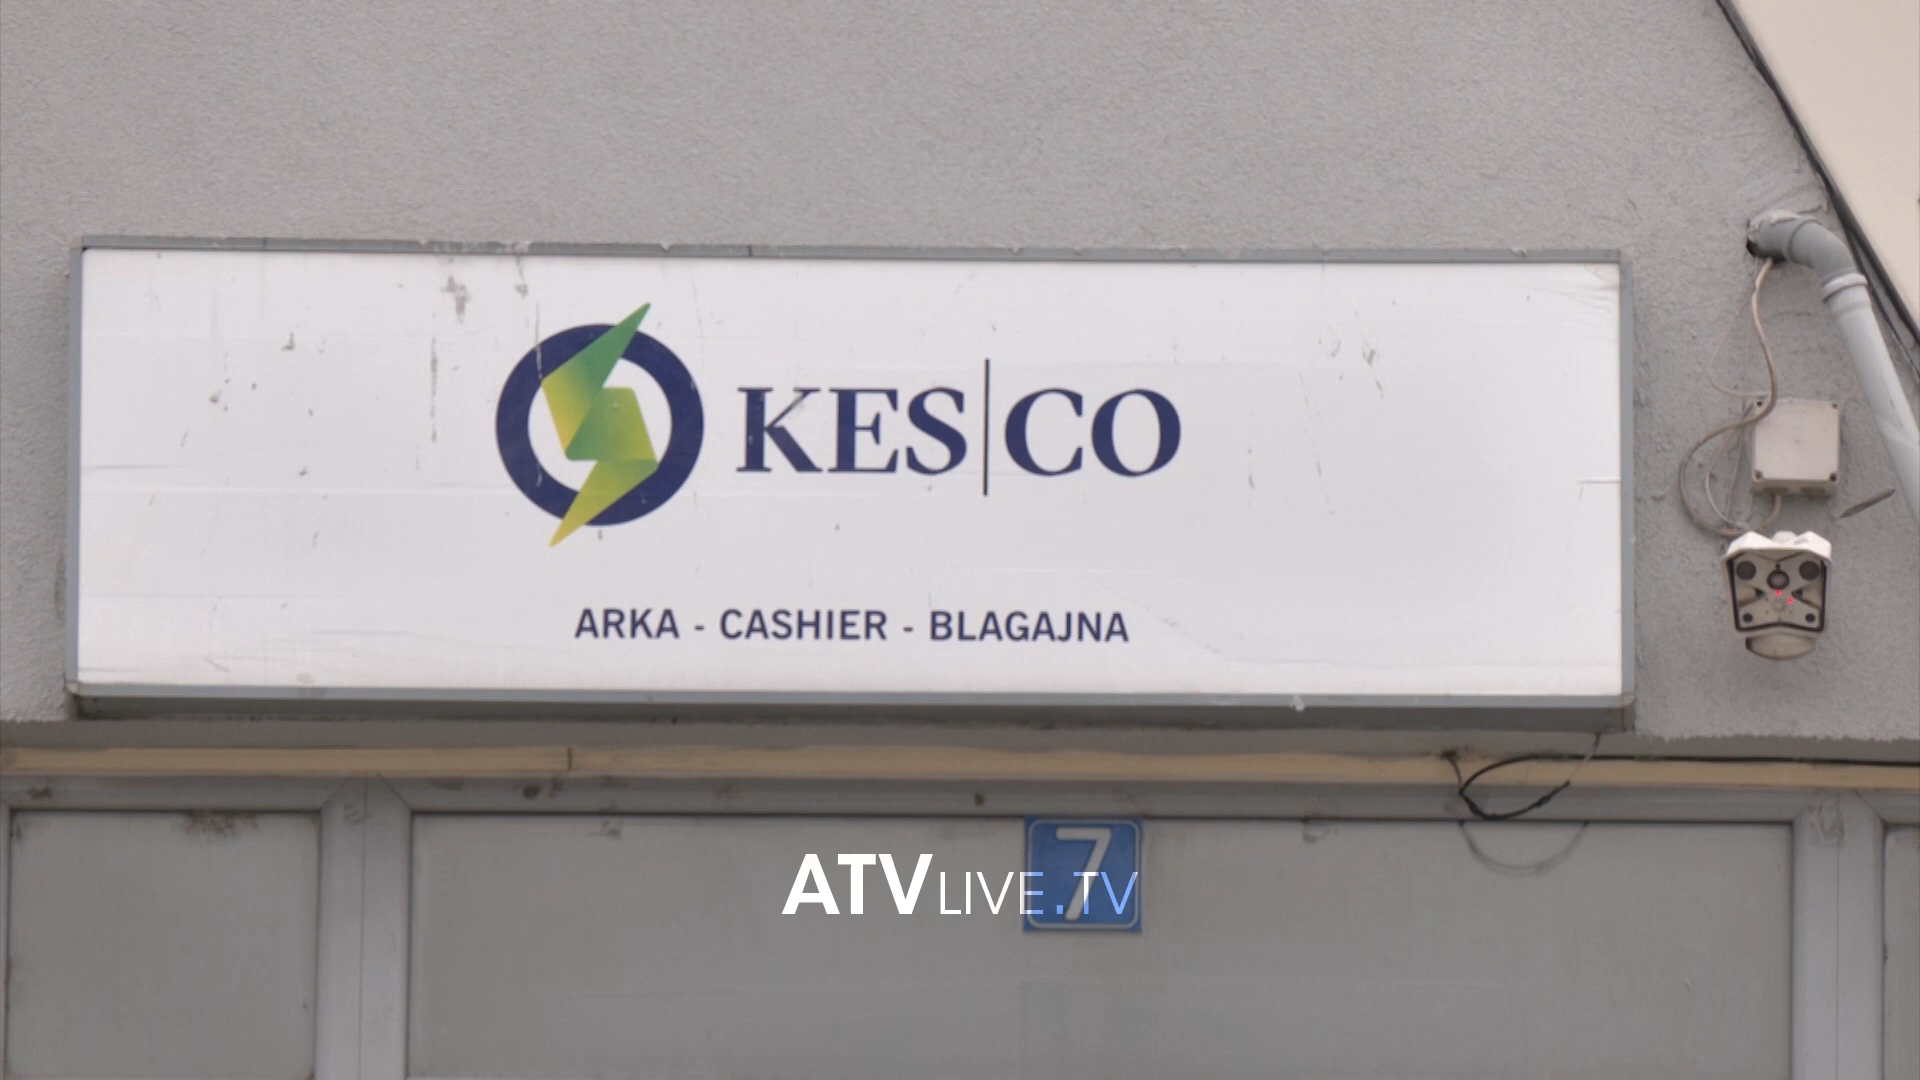 KES|CO
ARKA - CASHIER - BLAGAJNA
7
ATVLIVE.TV